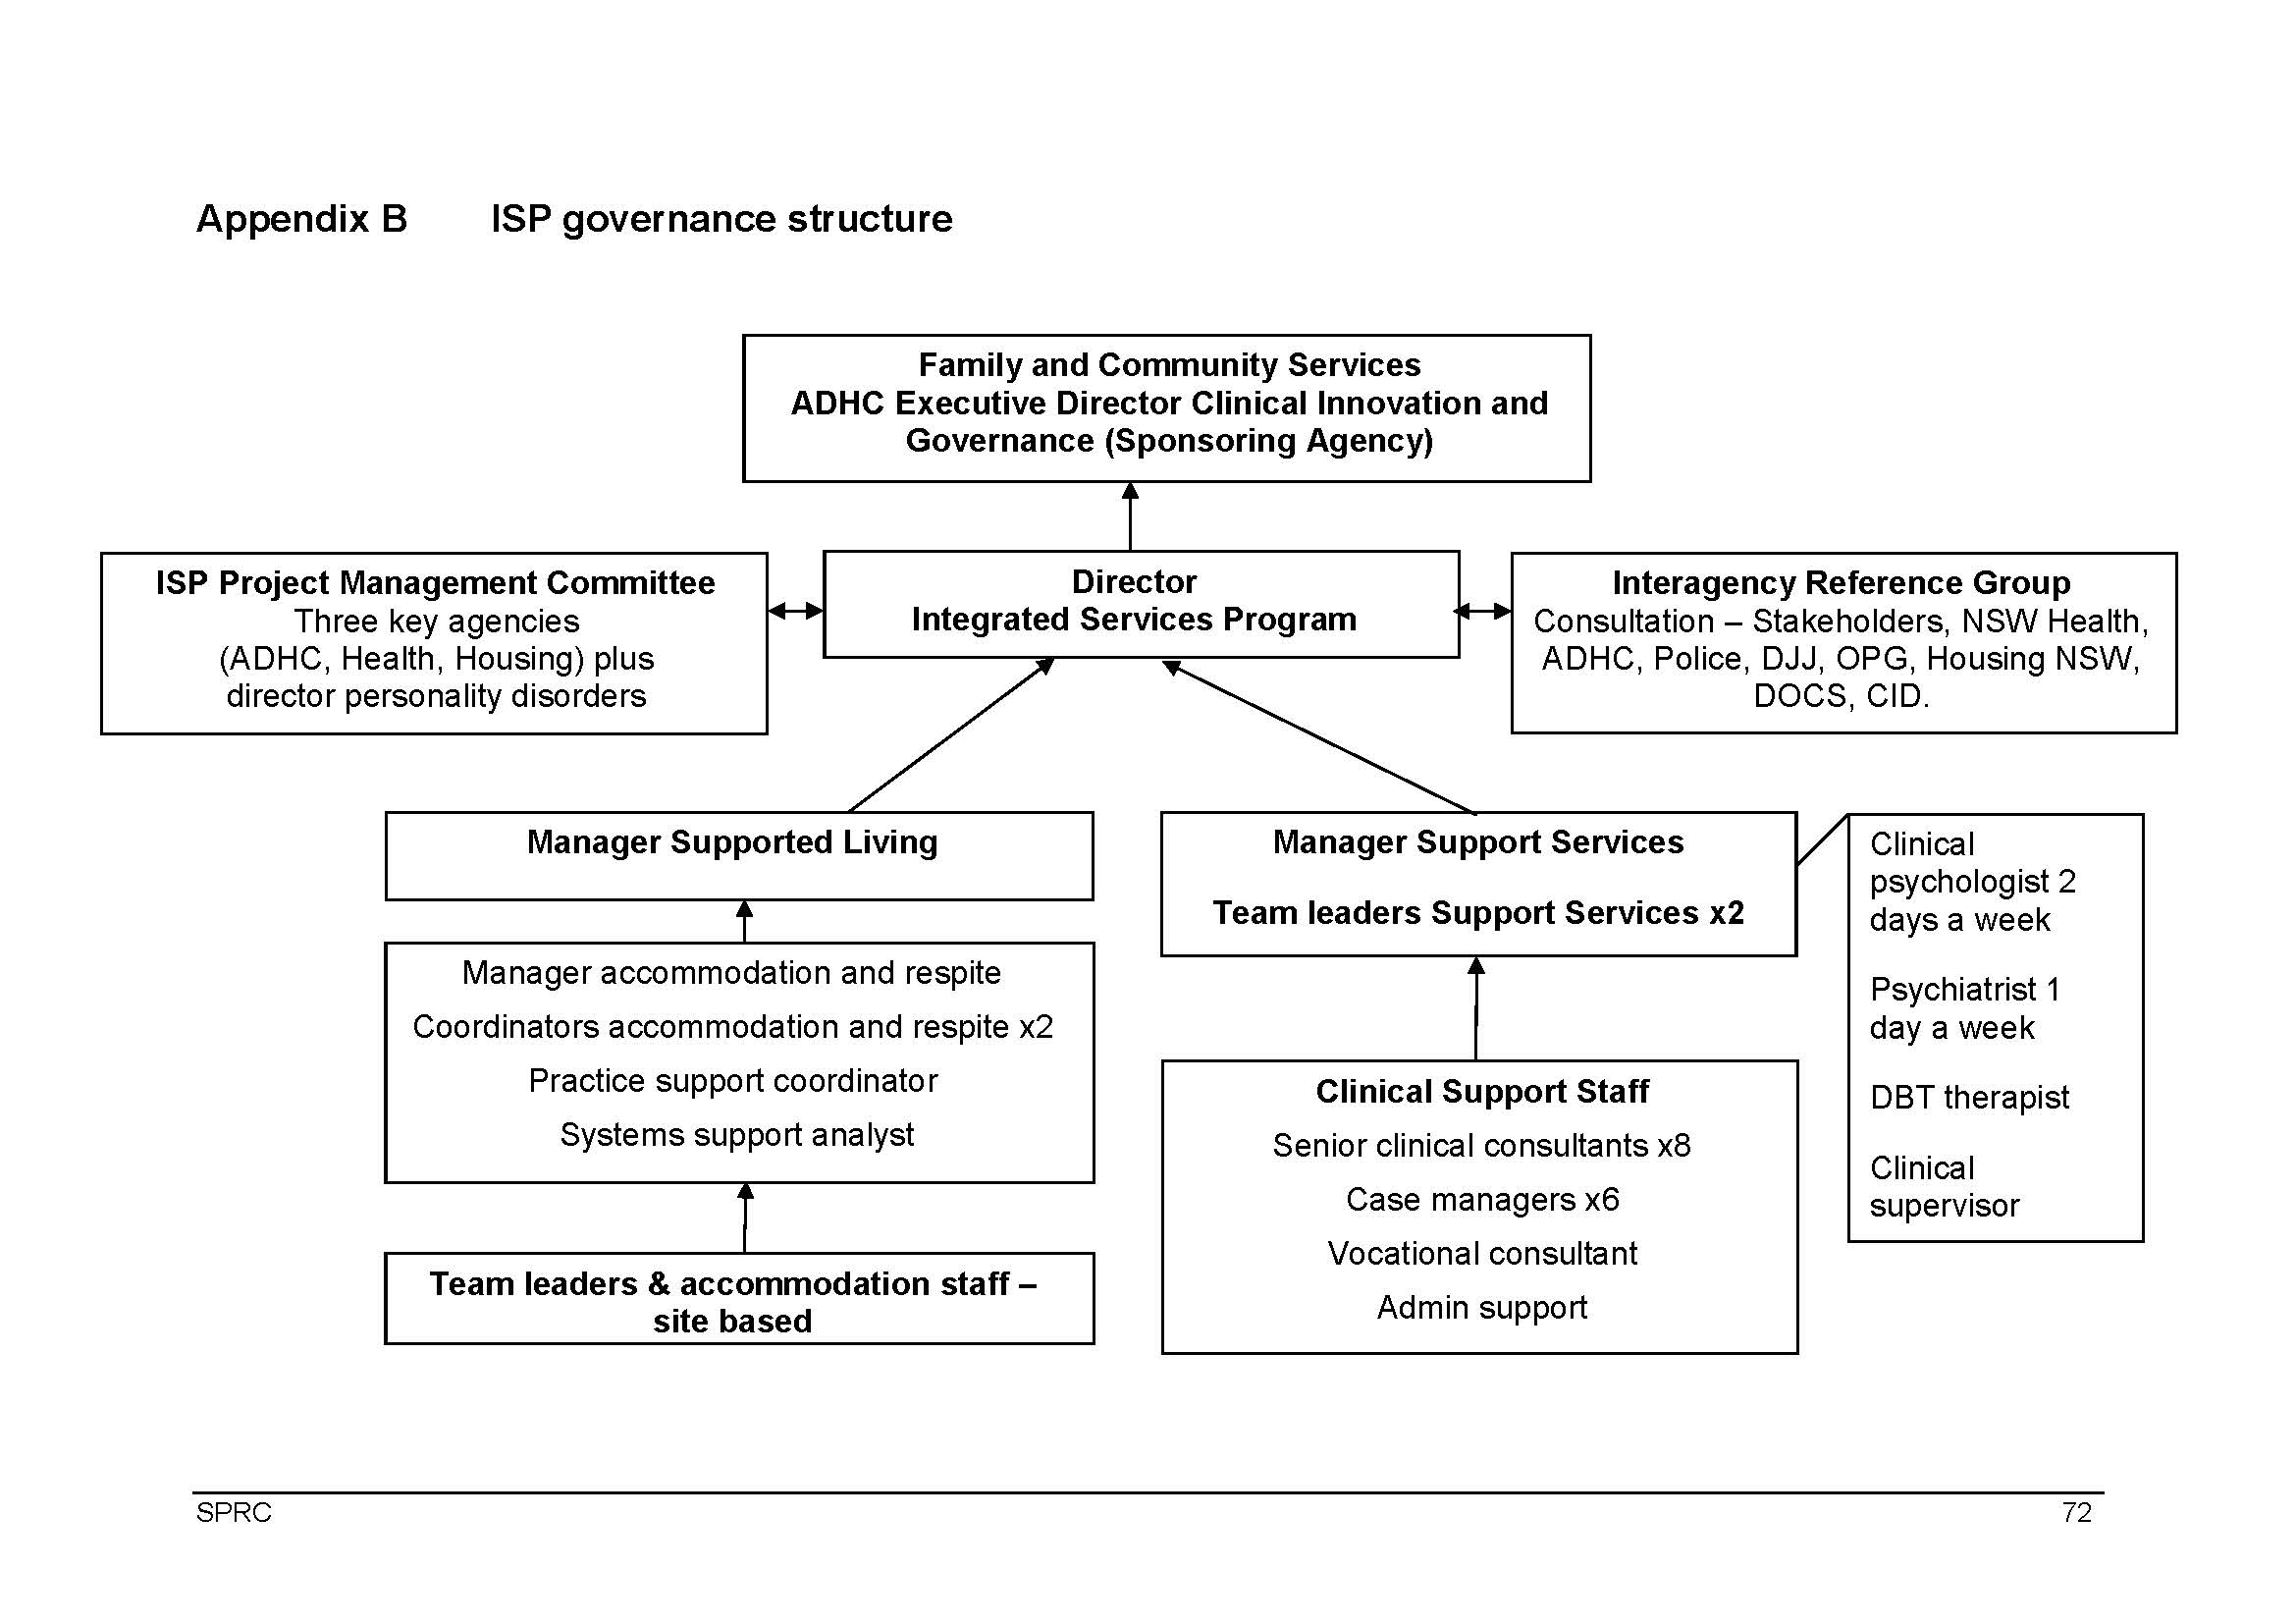 Appendix B ISP governance structure
Family and Community Services
ADHC Executive Director Clinical Innovation and
Governance (Sponsoring Agency)
ISP Project Management Committee
Three key agencies
(ADHC, Health, Housing) plus
director personality disorders
Director
Integrated Services Program
Interagency Reference Group
Consultation – Stakeholders, NSW Health,
ADHC, Police, DJJ, OPG, Housing NSW,
DOCS, CID.
Manager Supported Living
Manager accommodation and respite
Coordinators accommodation and respite x2
Practice support coordinator
Systems support analyst
Team leaders & accommodation staff –
site based
Manager Support Services
Team leaders Support Services x2
Clinical Support Staff
Senior clinical consultants x8
Case managers x6
Vocational consultant
Admin support
Clinical
psychologist 2
days a week
Psychiatrist 1
day a week
DBT therapist
Clinical
supervisor
SPRC
72